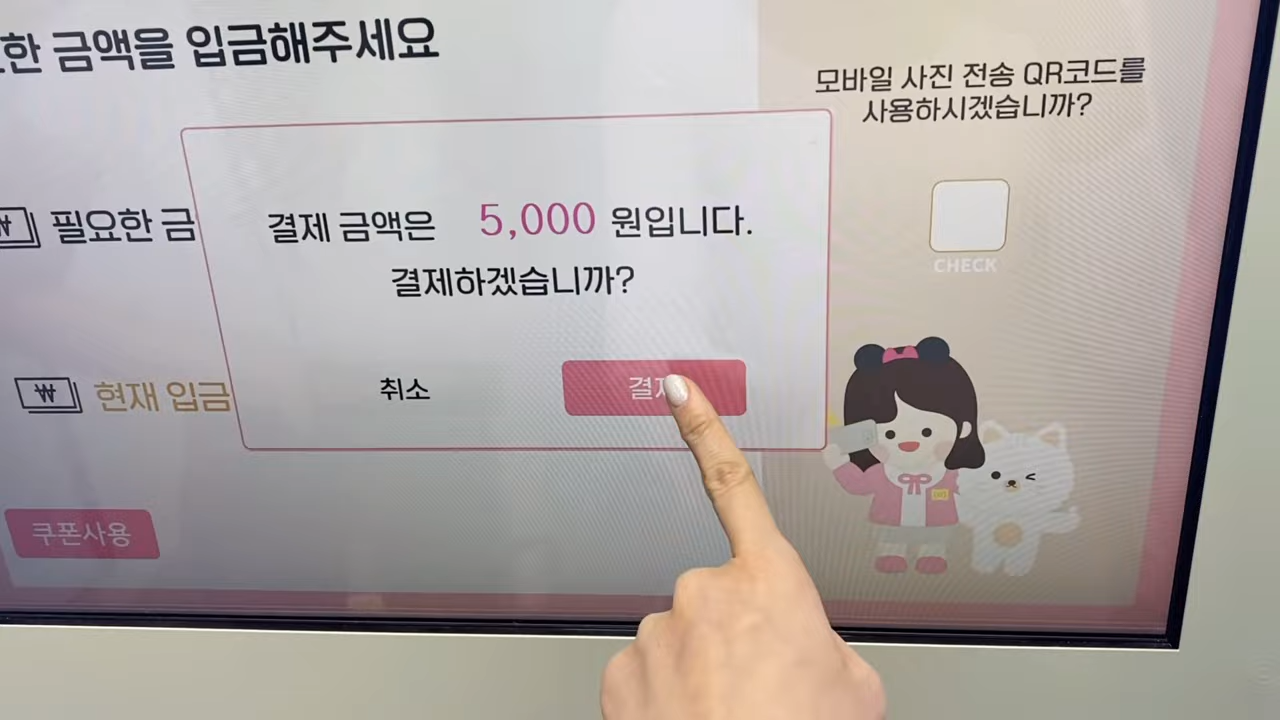 한 금액을 입금해주세요
모바일 사진 전송 QR코드를
사용하시겠습니까?
CHECK
필요한 금
결제 금액은 5,000 원입니다.
결제하겠습니까?
취소
₩ 현재 입금
쿠폰사용